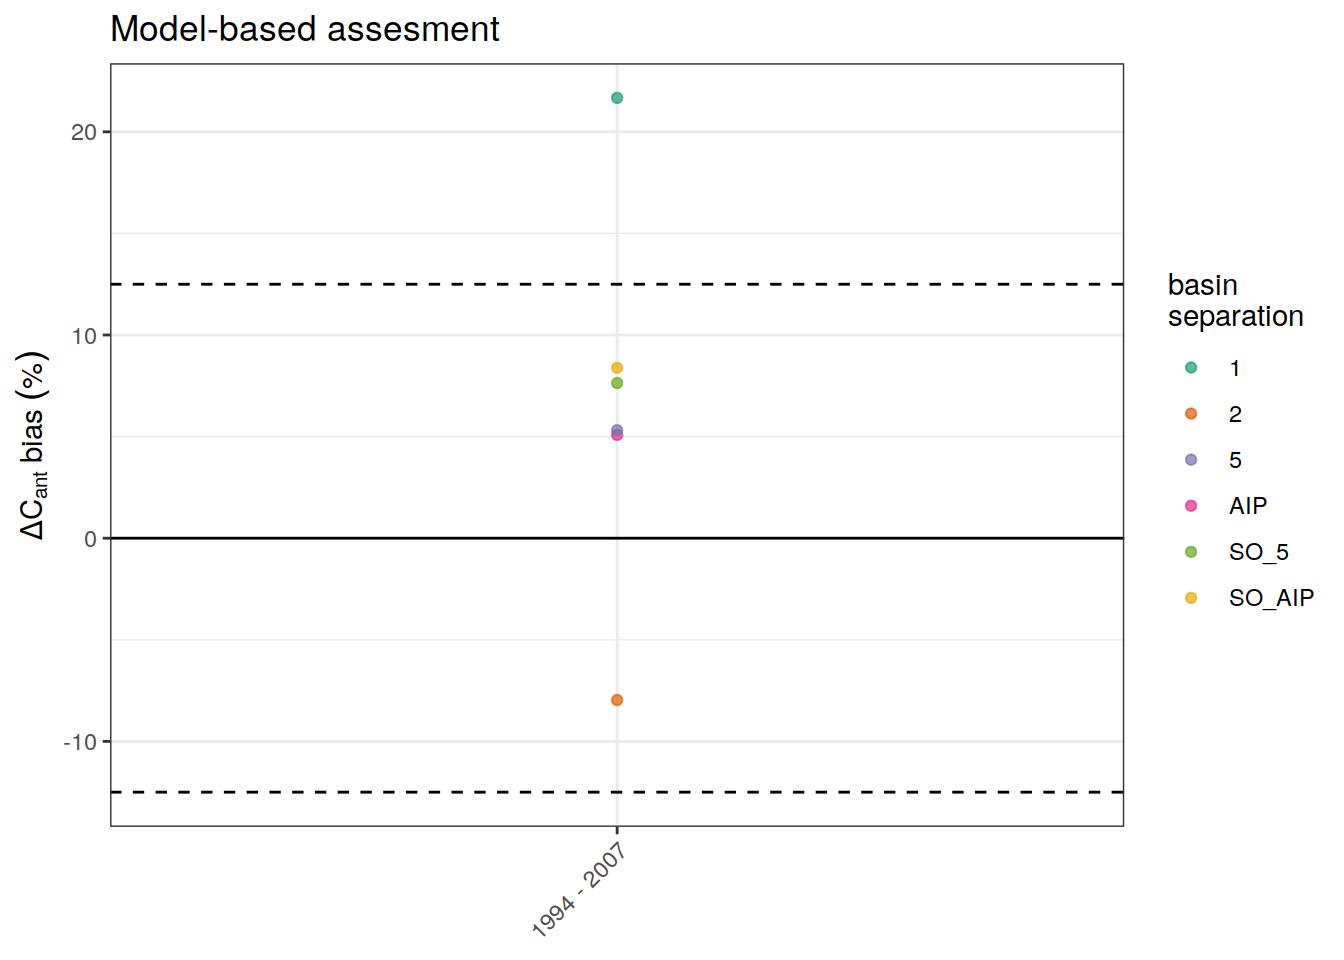 Model-based assesment
20
10
0
-10
ΔCant bias (%)
1994 - 2007
basin
separation
1
2
5
AIP
SO_5
SO_AIP